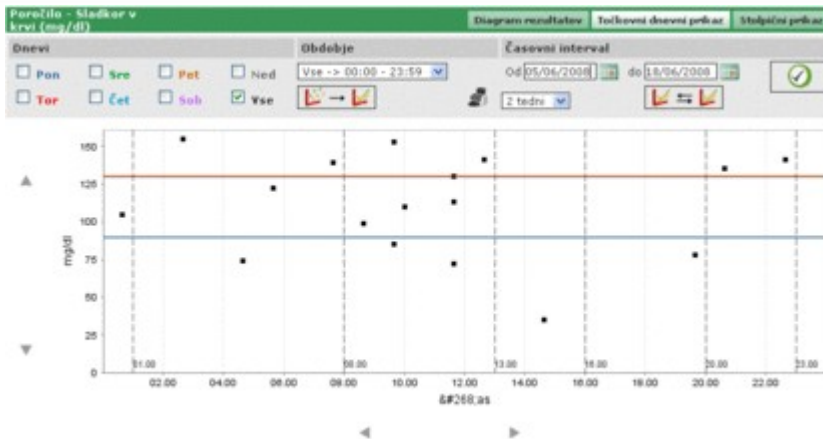 Poročilo - Sladkor v
krvi (mg/dl)
Diagram rezultatov Točkovni dnevni prikaz Stolpični prikaz
Dnevi Obdobje Časovni interval
Pon Sre Pet Ned Vse -> 00:00 - 23:59 Od 05/06/2008 do 18/06/2008
Tor Čet Sob Vse 2 tedni
150
125
100
75
50
25
0
mg/dl
01.00 08.00 13.00 16.00 20.00 23.00
02.00 04.00 06.00 08.00 10.00 12.00 14.00 16.00 18.00 20.00 22.00
&#268;as